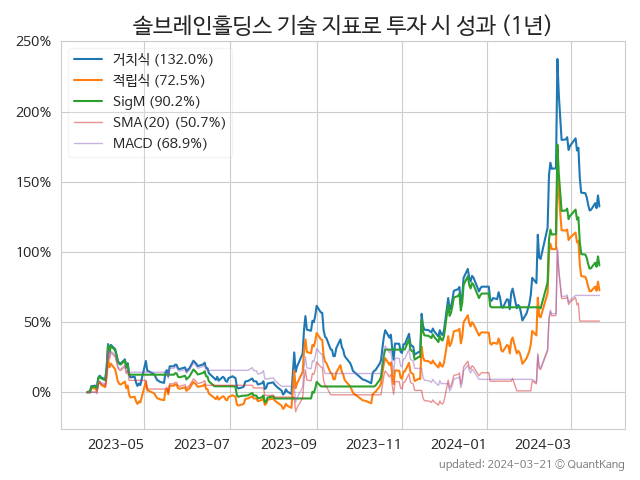 솔브레인홀딩스 기술 지표로 투자 시 성과 (1년)
250%
200%
150%
100%
50%
0%
거치식 (132.0%)
적립식 (72.5%)
SigM (90.2%)
SMA(20) (50.7%)
MACD (68.9%)
2023-05 2023-07 2023-09 2023-11 2024-01 2024-03
updated: 2024-03-21 © QuantKang